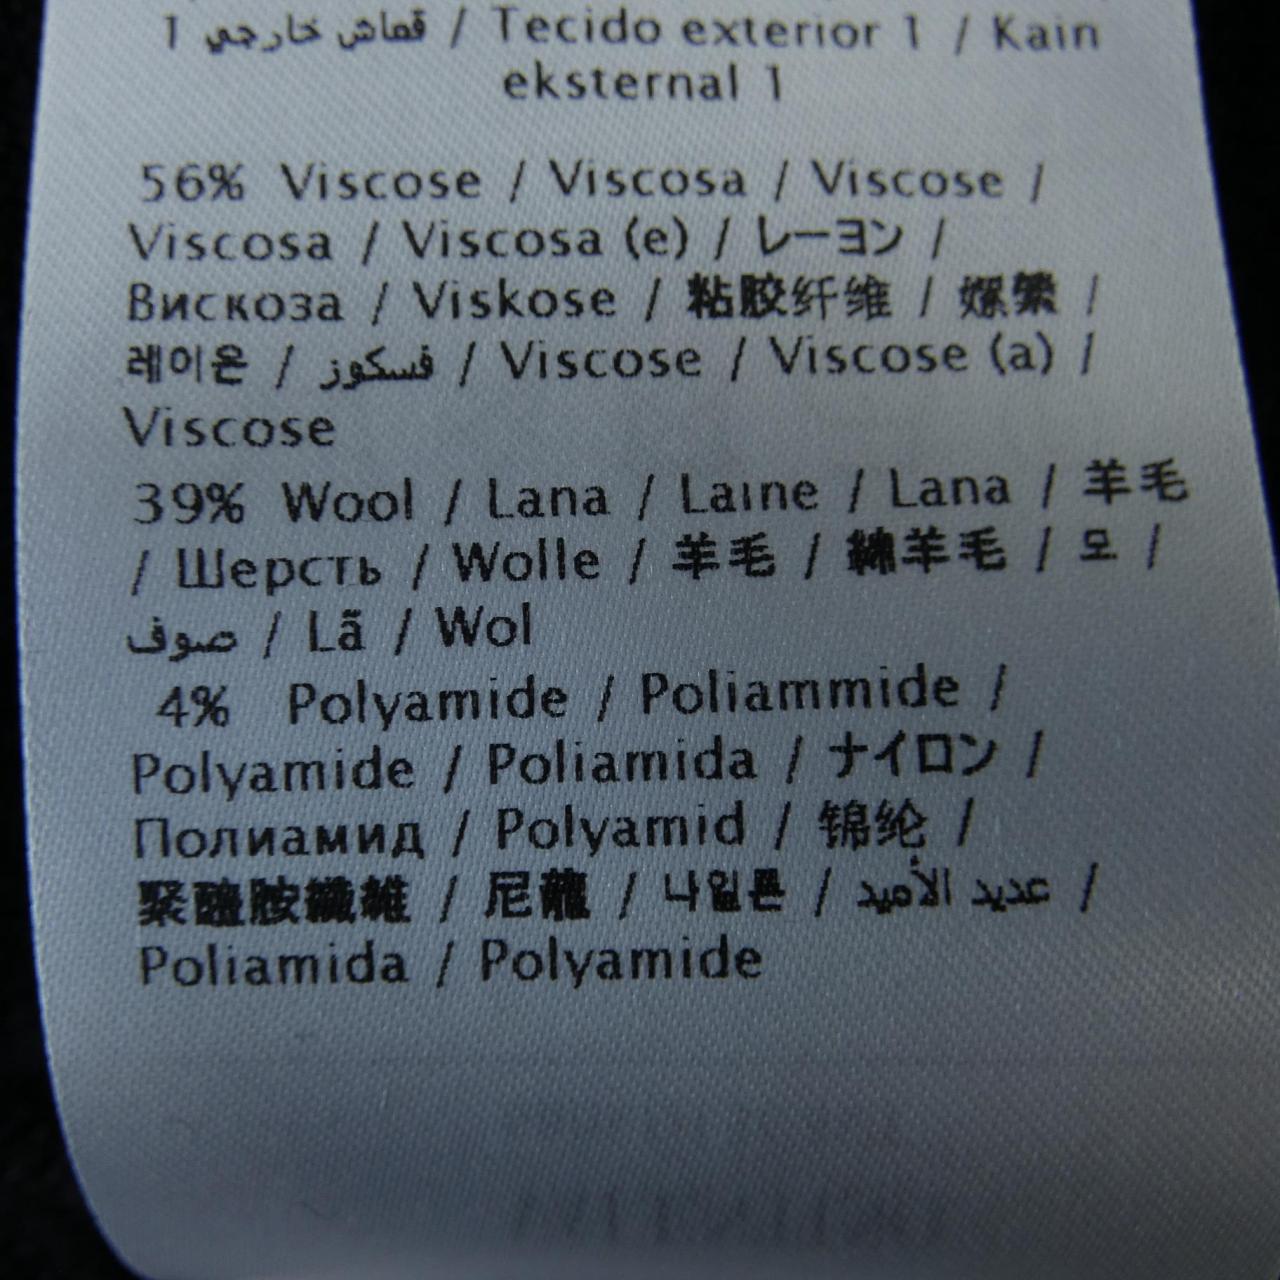 1 قماش خارجي / Tecido exterior 1 / Kain
eksternal 1
56% Viscose / Viscosa / Viscose /
Viscosa / Viscosa (e) / レーヨン /
Вискоза / Viskose / 粘胶纤维 / 嫘縈 /
레이온 / فسكوز / Viscose / Viscose (a) /
Viscose
39% Wool / Lana / Laine / Lana / 羊毛
/ Шерсть / Wolle / 羊毛 / 綿羊毛 / 모 /
صوف / Lã / Wol
4% Polyamide / Poliammide /
Polyamide / Poliamida / ナイロン /
Полиамид / Polyamid / 锦纶 /
聚醯胺纖維 / 尼龍 / 나일론 / عديد الأميد /
Poliamida / Polyamide